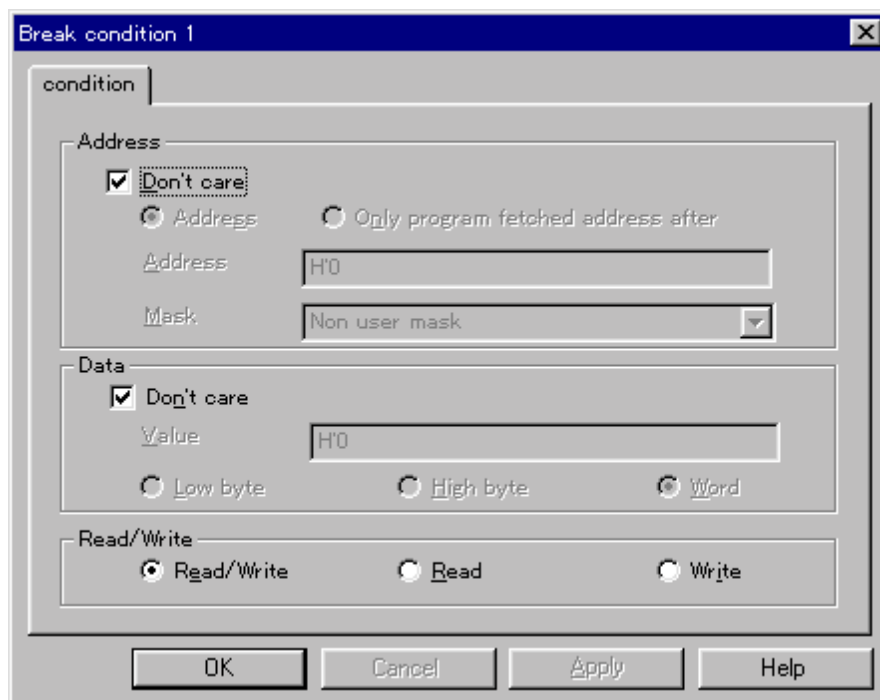 Break condition 1
condition
Address
Don't care
Address Only program fetched address after
Address H'0
Mask Non user mask
Data
Don't care
Value H'0
Low byte High byte Word
Read/Write
Read/Write Read Write
OK Cancel Apply Help